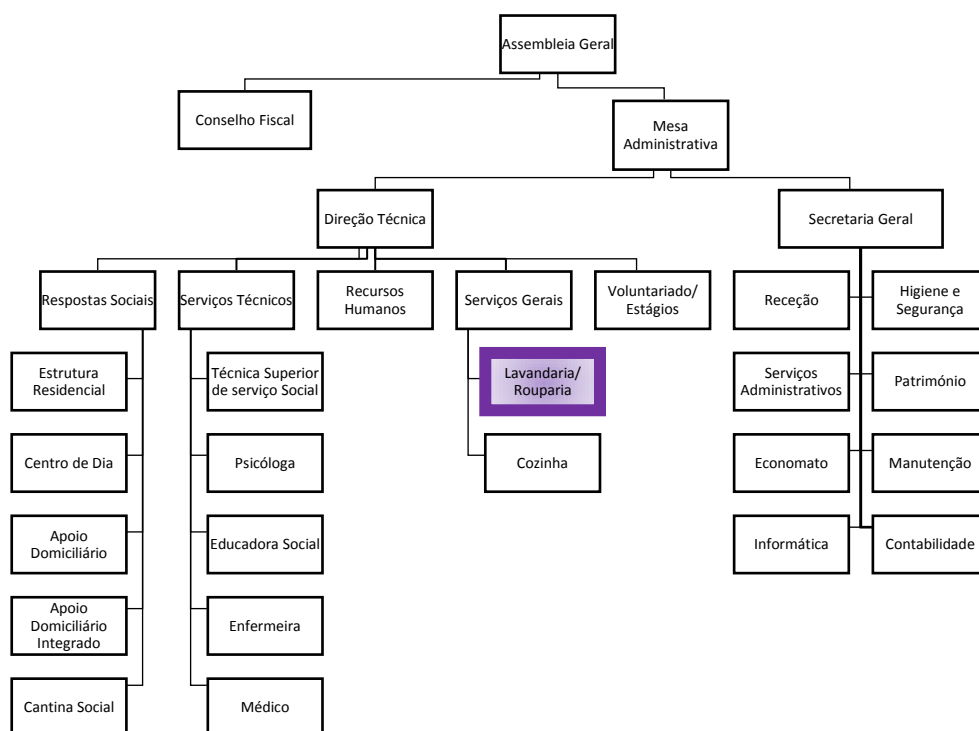 Assembleia Geral
Conselho Fiscal
Mesa
Administrativa
Direção Técnica
Secretaria Geral
Respostas Sociais
Serviços Técnicos
Recursos
Humanos
Serviços Gerais
Voluntariado/
Estágios
Receção
Higiene e
Segurança
Estrutura
Residencial
Técnica Superior
de serviço Social
Lavandaria/
Rouparia
Serviços
Administrativos
Património
Centro de Dia
Psicóloga
Cozinha
Economato
Manutenção
Apoio
Domiciliário
Educadora Social
Informática
Contabilidade
Apoio
Domiciliário
Integrado
Enfermeira
Cantina Social
Médico